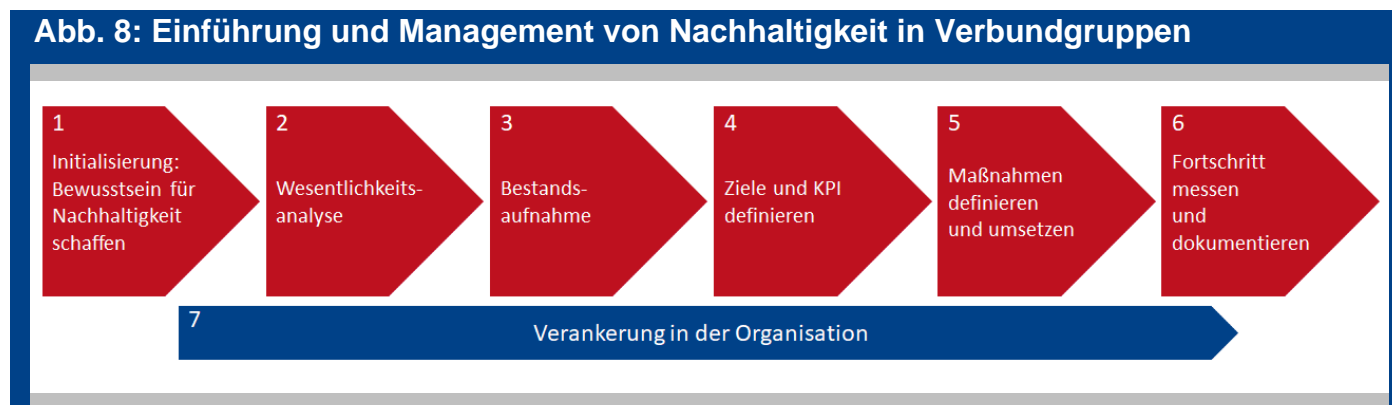 Abb. 8: Einführung und Management von Nachhaltigkeit in Verbundgruppen
1
Initialisierung:
Bewusstsein für
Nachhaltigkeit
schaffen
2
Wesentlichkeits-
analyse
3
Bestands-
aufnahme
4
Ziele und KPI
definieren
5
Maßnahmen
definieren
und umsetzen
6
Fortschritt
messen
und
dokumentieren
7
Verankerung in der Organisation